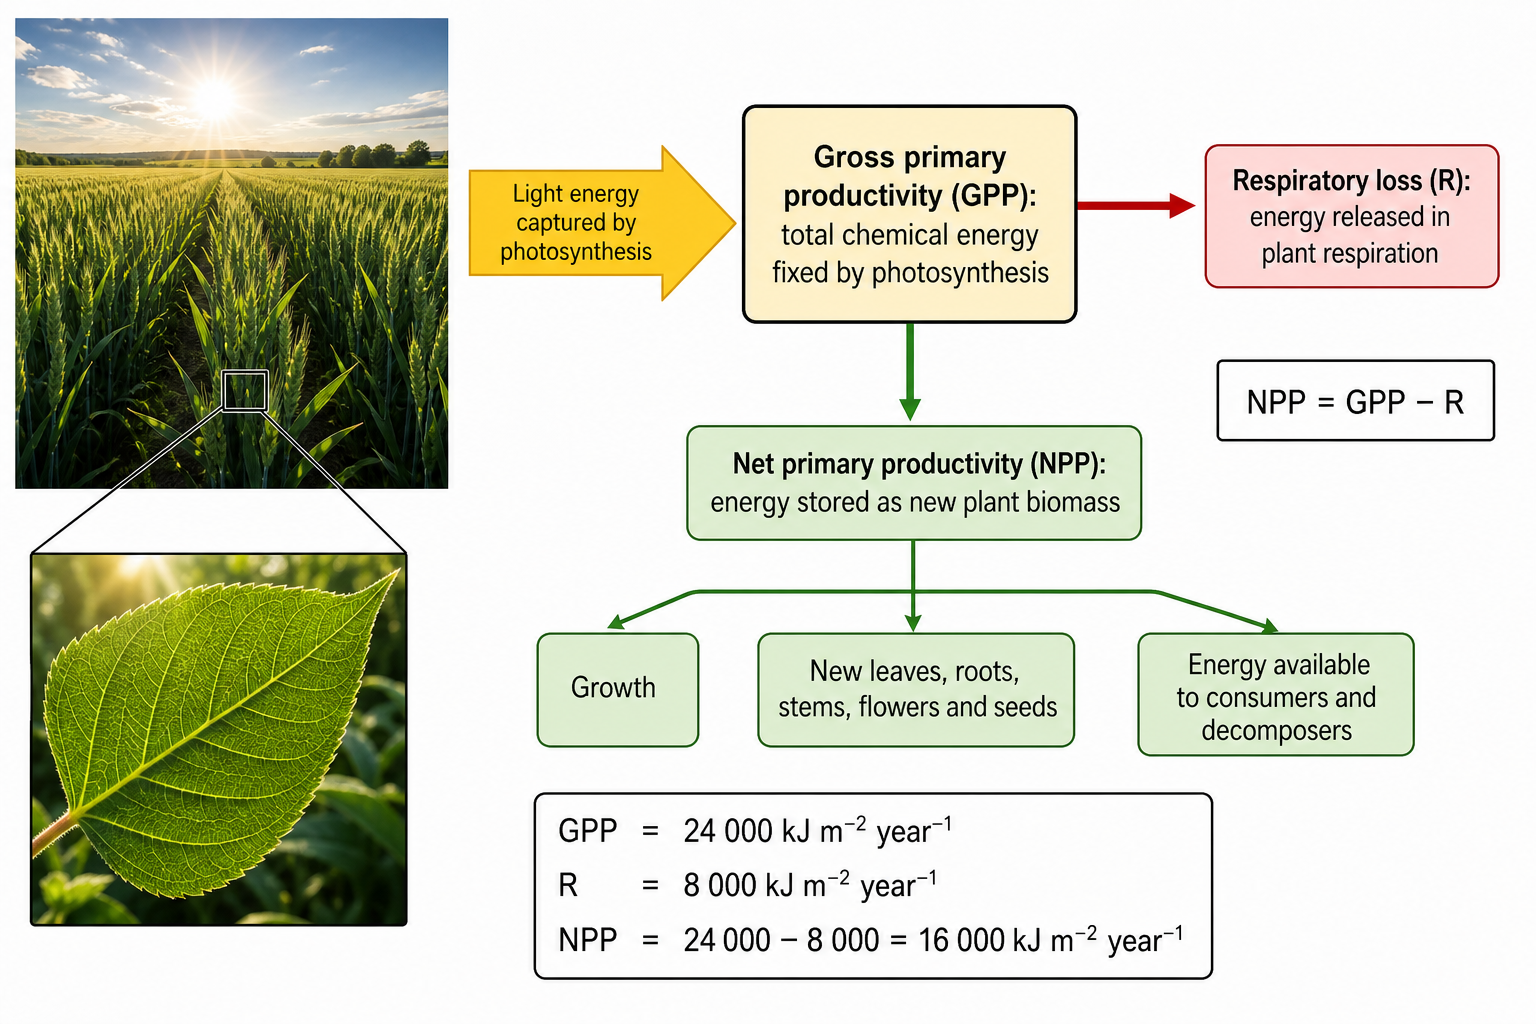 Light energy
captured by
photosynthesis
Gross primary
productivity (GPP):
total chemical energy
fixed by photosynthesis
Respiratory loss (R):
energy released in
plant respiration
NPP = GPP − R
Net primary productivity (NPP):
energy stored as new plant biomass
Growth
New leaves, roots,
stems, flowers and seeds
Energy available
to consumers and
decomposers
GPP = 24 000 kJ m⁻² year⁻¹
R = 8 000 kJ m⁻² year⁻¹
NPP = 24 000 − 8 000 = 16 000 kJ m⁻² year⁻¹